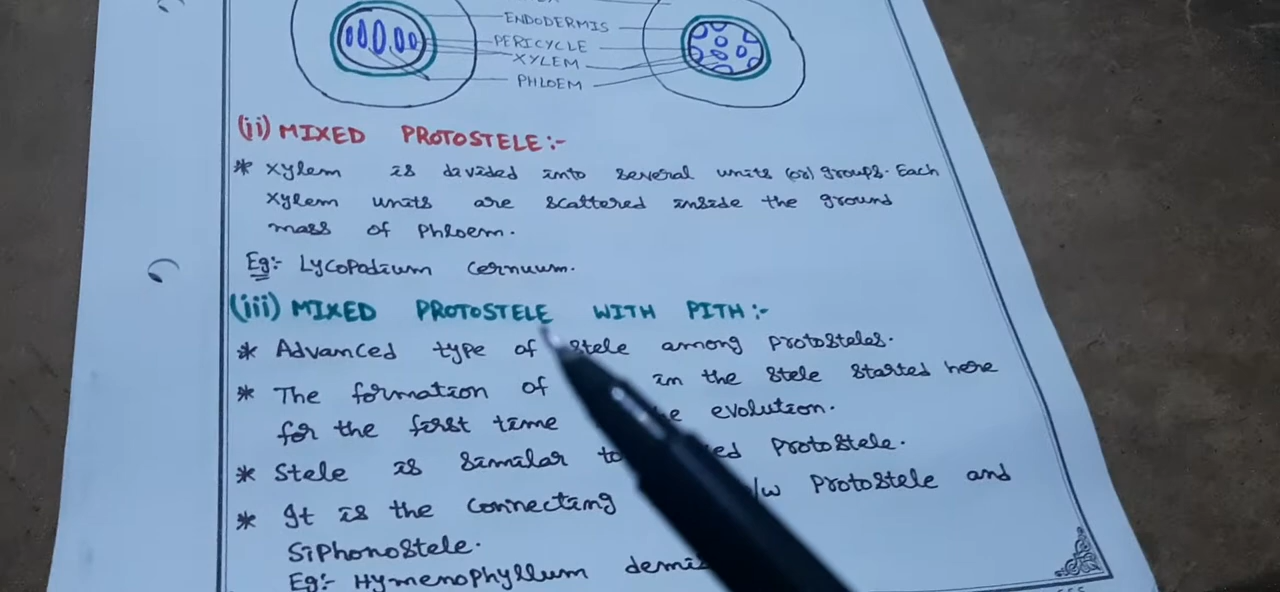 ENDODERMIS
PERICYCLE
XYLEM
PHLOEM
(ii) MIXED PROTOSTELE:-
* Xylem is divided into several units (or) groups. Each
Xylem units are scattered inside the ground
mass of Phloem.
Eg:- Lycopodium cernuum.
(iii) MIXED PROTOSTELE WITH PITH:-
* Advanced type of stele among protosteles.
* The formation of in the stele started here
for the first time evolution.
* Stele is similar to protostele.
* It is the connecting b/w protostele and
Siphonostele.
Eg:- Hymenophyllum